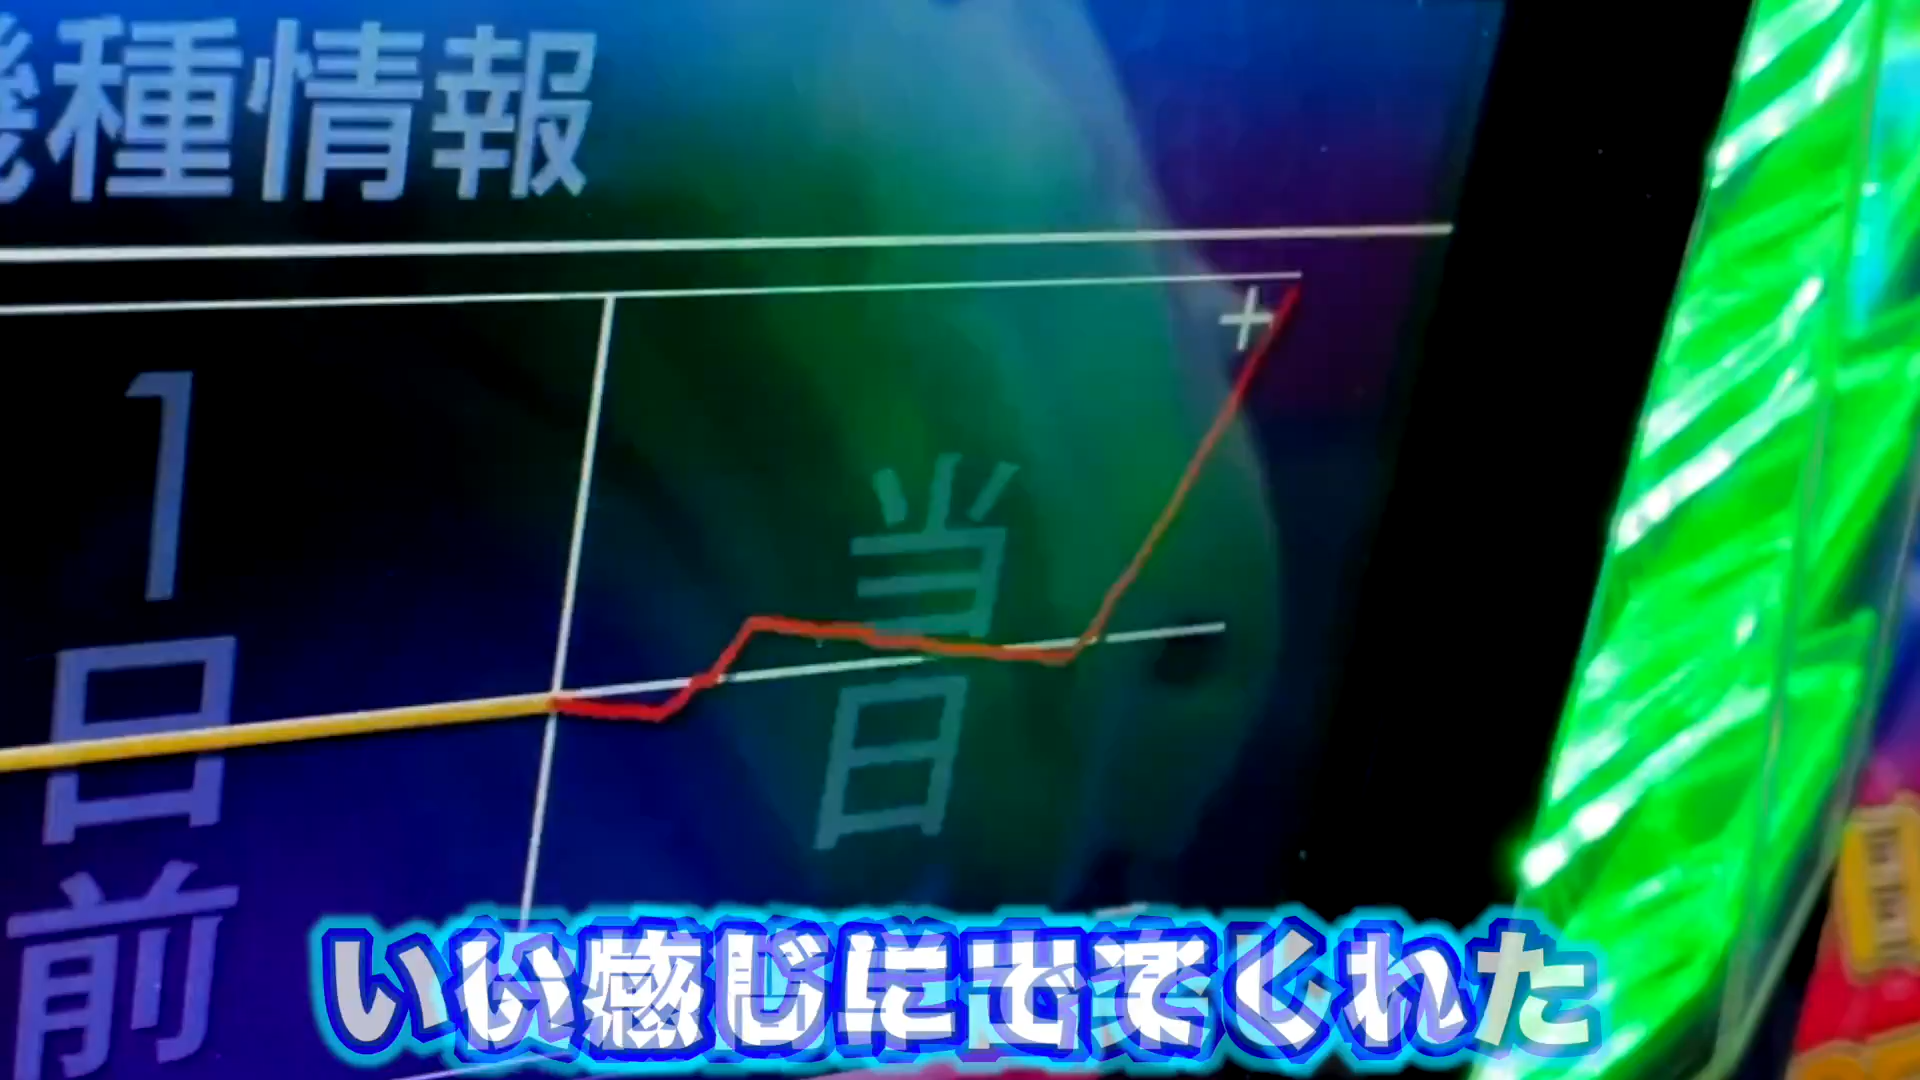 機種情報
+
1日前
当日
いい感じに出てくれた